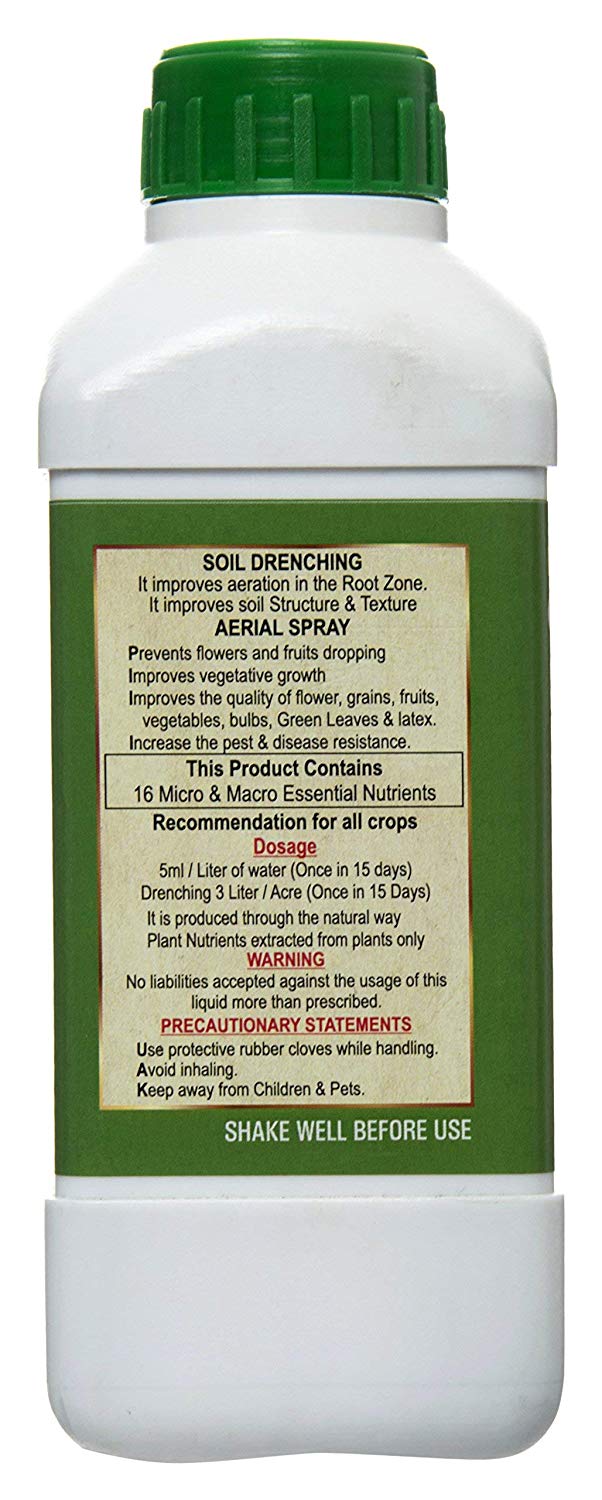 SOIL DRENCHING
It improves aeration in the Root Zone.
It improves soil Structure & Texture
AERIAL SPRAY
Prevents flowers and fruits dropping
Improves vegetative growth
Improves the quality of flower, grains, fruits,
vegetables, bulbs, Green Leaves & latex.
Increase the pest & disease resistance.
This Product Contains
16 Micro & Macro Essential Nutrients
Recommendation for all crops
Dosage
5ml / Liter of water (Once in 15 days)
Drenching 3 Liter / Acre (Once in 15 Days)
It is produced through the natural way
Plant Nutrients extracted from plants only
WARNING
No liabilities accepted against the usage of this
liquid more than prescribed.
PRECAUTIONARY STATEMENTS
Use protective rubber cloves while handling.
Avoid inhaling.
Keep away from Children & Pets.
SHAKE WELL BEFORE USE